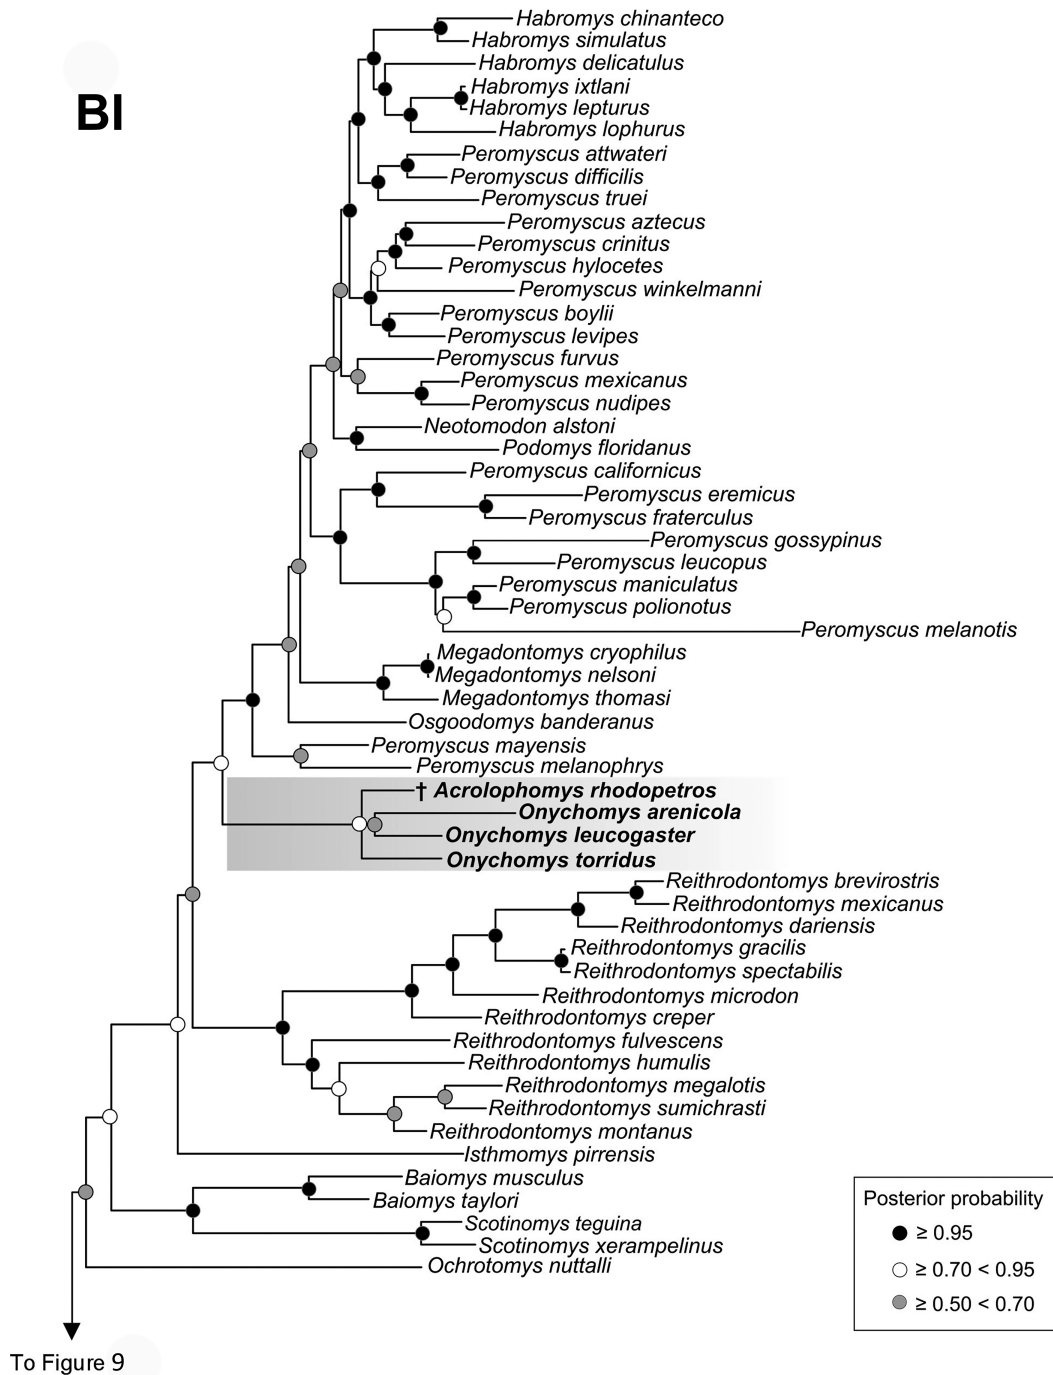 BI
Habromys chinanteco
Habromys simulatus
Habromys delicatulus
Habromys ixtlani
Habromys lepturus
Habromys lophurus
Peromyscus attwateri
Peromyscus difficilis
Peromyscus truei
Peromyscus aztecus
Peromyscus crinitus
Peromyscus hylocetes
Peromyscus winkelmanni
Peromyscus boylii
Peromyscus levipes
Peromyscus furvus
Peromyscus mexicanus
Peromyscus nudipes
Neotomodon alstoni
Podomys floridanus
Peromyscus californicus
Peromyscus eremicus
Peromyscus fraterculus
Peromyscus gossypinus
Peromyscus leucopus
Peromyscus maniculatus
Peromyscus polionotus
Peromyscus melanotis
Megadontomys cryophilus
Megadontomys nelsoni
Megadontomys thomasi
Osgoodomys banderanus
Peromyscus mayensis
Peromyscus melanophrys
† Acrolophomys rhodopetros
Onychomys arenicola
Onychomys leucogaster
Onychomys torridus
Reithrodontomys brevirostris
Reithrodontomys mexicanus
Reithrodontomys dariensis
Reithrodontomys gracilis
Reithrodontomys spectabilis
Reithrodontomys microdon
Reithrodontomys creper
Reithrodontomys fulvescens
Reithrodontomys humulis
Reithrodontomys megalotis
Reithrodontomys sumichrasti
Reithrodontomys montanus
Isthmomys pirrensis
Baiomys musculus
Baiomys taylori
Scotinomys teguina
Scotinomys xerampelinus
Ochrotomys nuttalli
Posterior probability
≥ 0.95
≥ 0.70 < 0.95
≥ 0.50 < 0.70
To Figure 9